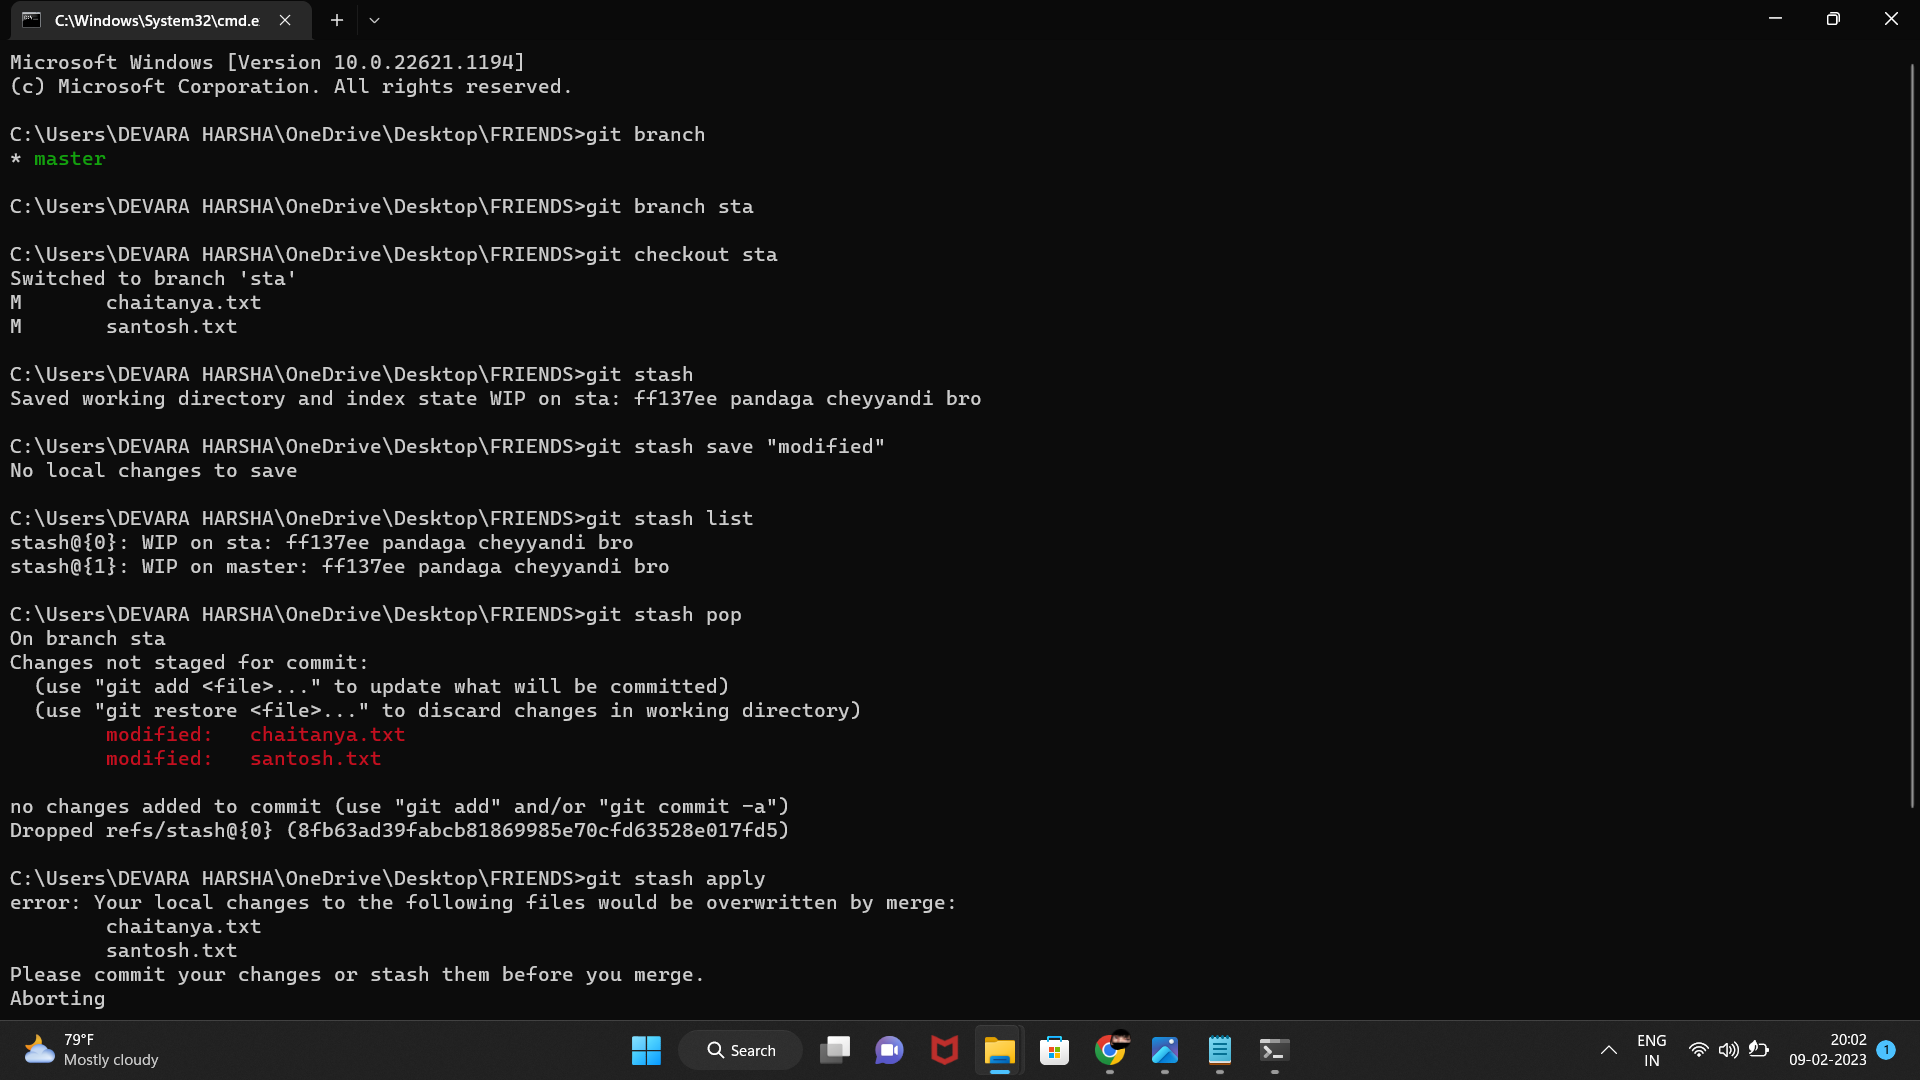 C:\Windows\System32\cmd.e
Microsoft Windows [Version 10.0.22621.1194]
(c) Microsoft Corporation. All rights reserved.
C:\Users\DEVARA HARSHA\OneDrive\Desktop\FRIENDS>git branch
* master
C:\Users\DEVARA HARSHA\OneDrive\Desktop\FRIENDS>git branch sta
C:\Users\DEVARA HARSHA\OneDrive\Desktop\FRIENDS>git checkout sta
Switched to branch 'sta'
M       chaitanya.txt
M       santosh.txt
C:\Users\DEVARA HARSHA\OneDrive\Desktop\FRIENDS>git stash
Saved working directory and index state WIP on sta: ff137ee pandaga cheyyandi bro
C:\Users\DEVARA HARSHA\OneDrive\Desktop\FRIENDS>git stash save "modified"
No local changes to save
C:\Users\DEVARA HARSHA\OneDrive\Desktop\FRIENDS>git stash list
stash@{0}: WIP on sta: ff137ee pandaga cheyyandi bro
stash@{1}: WIP on master: ff137ee pandaga cheyyandi bro
C:\Users\DEVARA HARSHA\OneDrive\Desktop\FRIENDS>git stash pop
On branch sta
Changes not staged for commit:
  (use "git add <file>..." to update what will be committed)
  (use "git restore <file>..." to discard changes in working directory)
        modified:   chaitanya.txt
        modified:   santosh.txt
no changes added to commit (use "git add" and/or "git commit -a")
Dropped refs/stash@{0} (8fb63ad39fabcb81869985e70cfd63528e017fd5)
C:\Users\DEVARA HARSHA\OneDrive\Desktop\FRIENDS>git stash apply
error: Your local changes to the following files would be overwritten by merge:
        chaitanya.txt
        santosh.txt
Please commit your changes or stash them before you merge.
Aborting
79°F
Mostly cloudy
Search
ENG
IN
20:02
09-02-2023
1